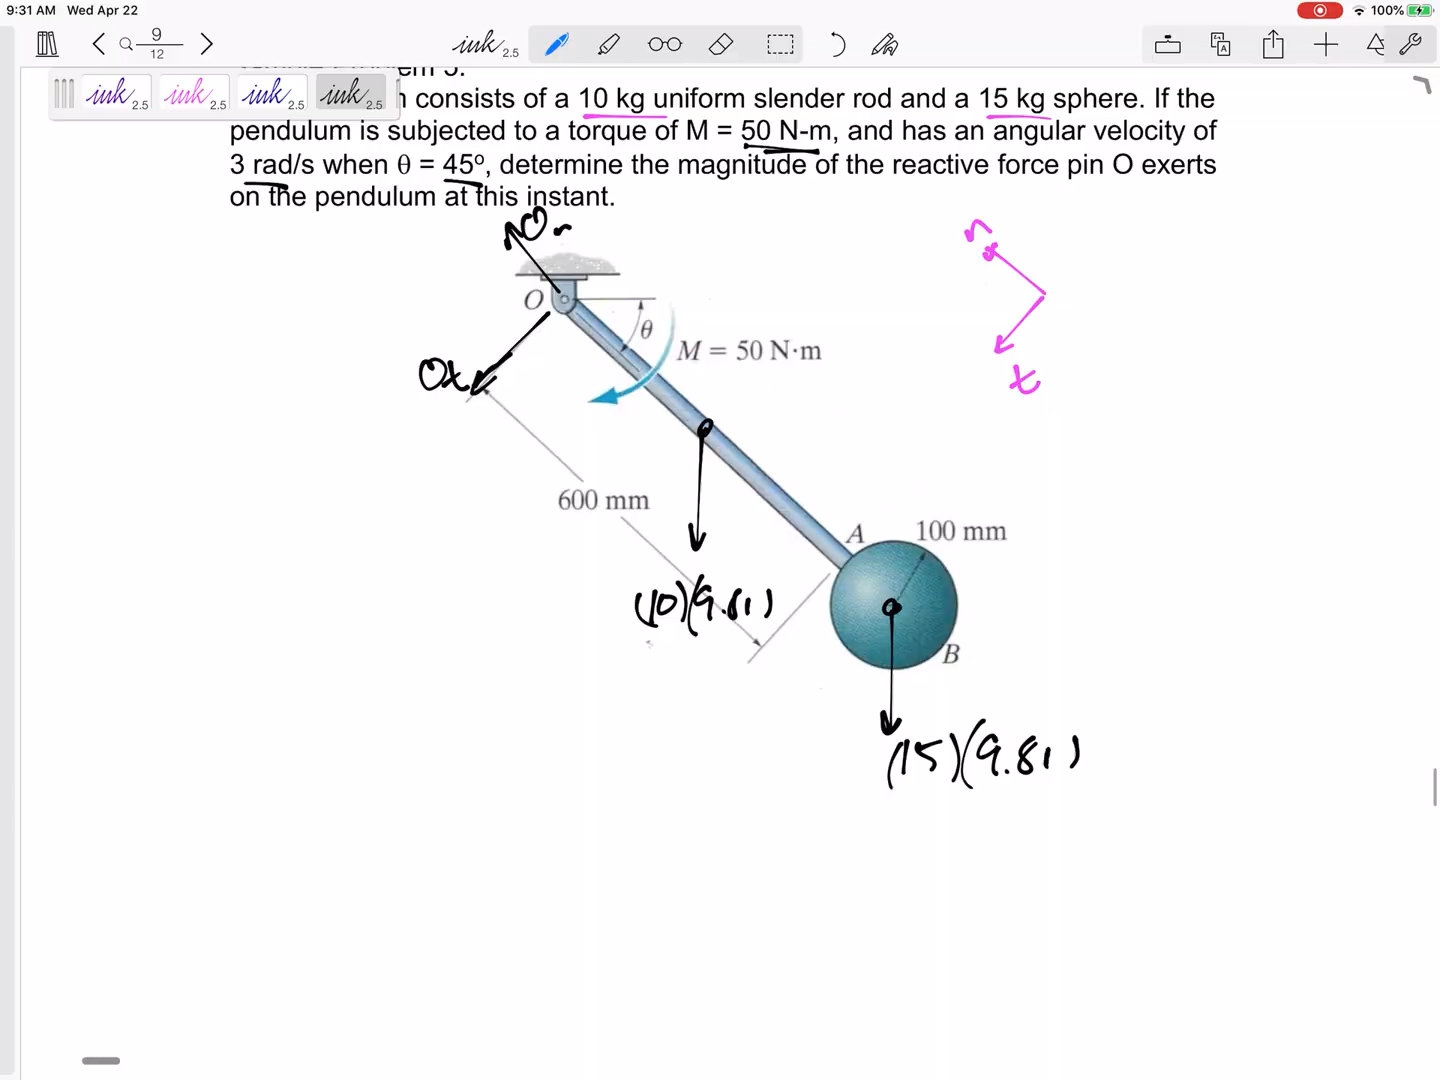 9:31 AM Wed Apr 22
100%
9
12
ink 2.5
ink 2.5
ink 2.5
ink 2.5
ink 2.5
consists of a 10 kg uniform slender rod and a 15 kg sphere. If the
pendulum is subjected to a torque of M = 50 N-m, and has an angular velocity of
3 rad/s when θ = 45º, determine the magnitude of the reactive force pin O exerts
on the pendulum at this instant.
On
n
O
θ
M = 50 N·m
Ot
t
600 mm
A
100 mm
(10)(9.81)
B
(15)(9.81)